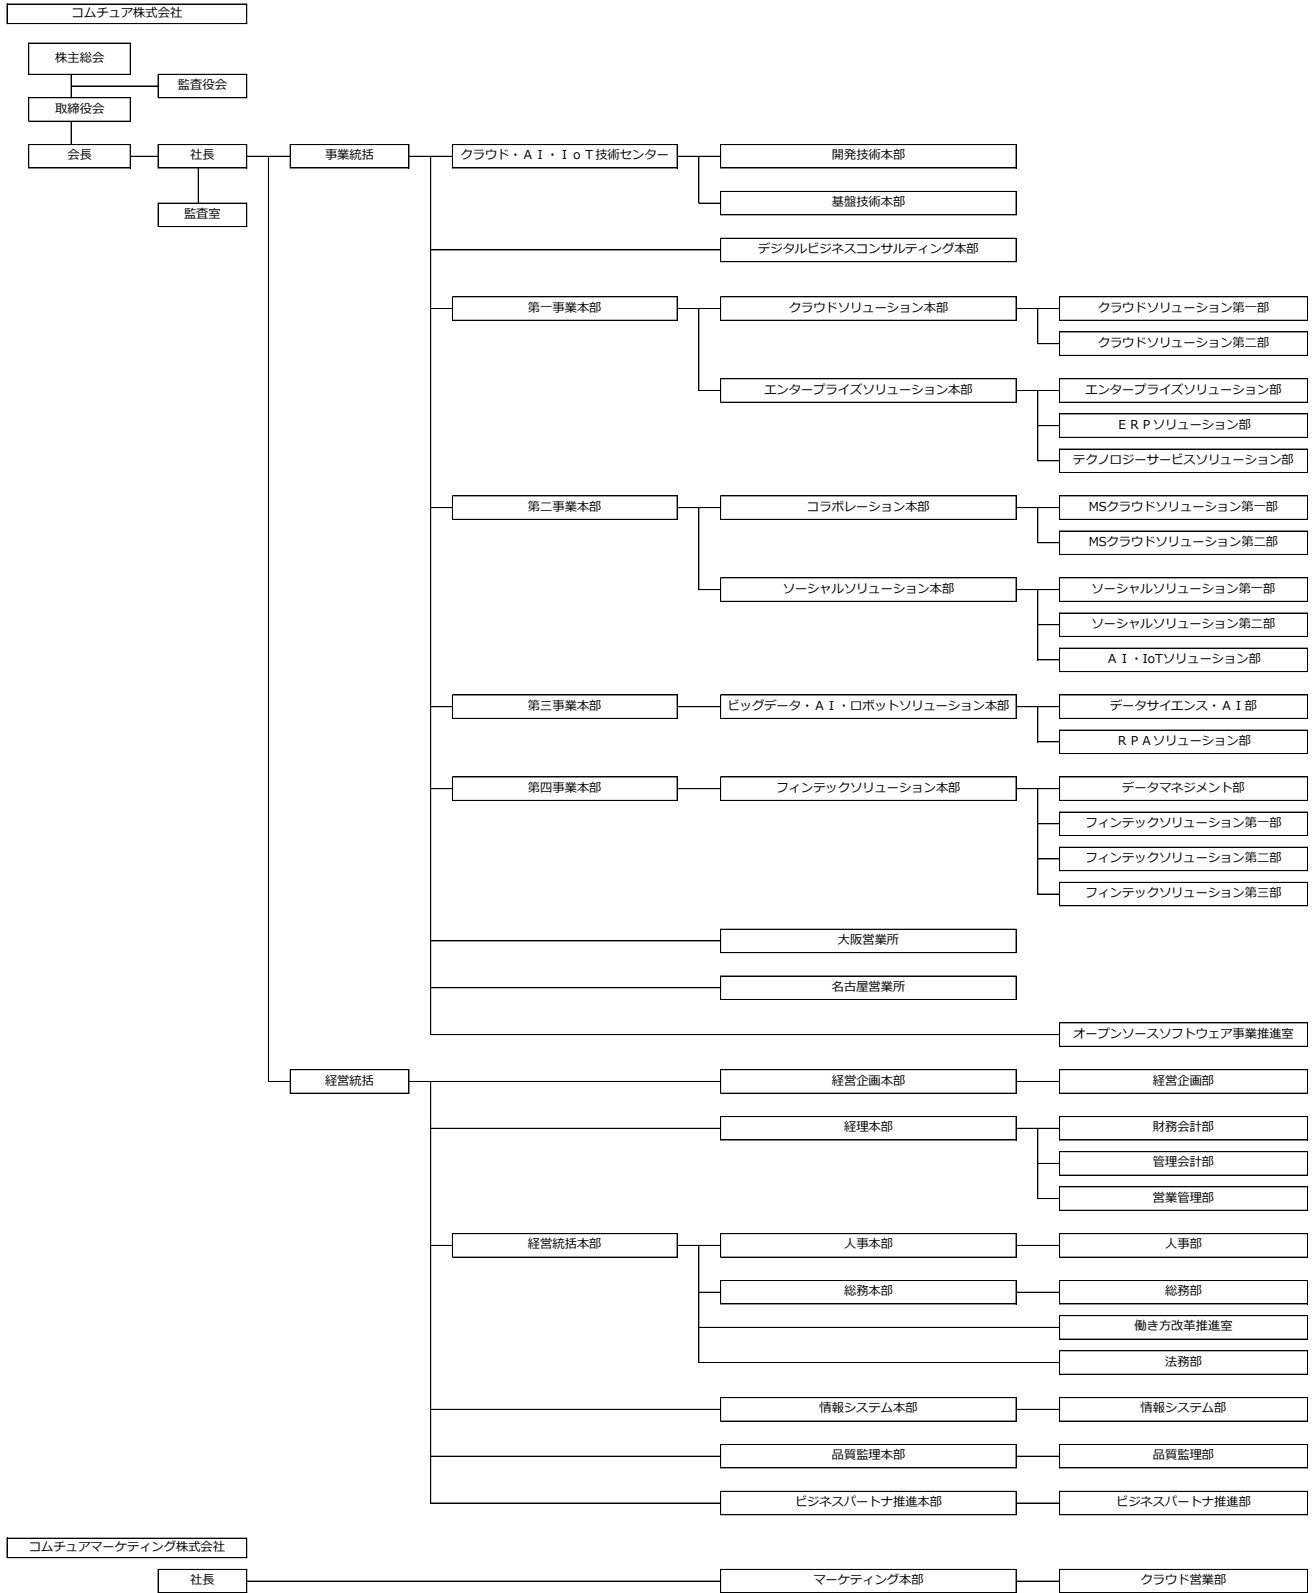 コムチュア株式会社
株主総会
監査役会
取締役会
会長
社長
事業統括
クラウド・ＡＩ・ＩｏＴ技術センター
開発技術本部
監査室
基盤技術本部
デジタルビジネスコンサルティング本部
第一事業本部
クラウドソリューション本部
クラウドソリューション第一部
クラウドソリューション第二部
エンタープライズソリューション本部
エンタープライズソリューション部
ＥＲＰソリューション部
テクノロジーサービスソリューション部
第二事業本部
コラボレーション本部
MSクラウドソリューション第一部
MSクラウドソリューション第二部
ソーシャルソリューション本部
ソーシャルソリューション第一部
ソーシャルソリューション第二部
ＡＩ・IoTソリューション部
第三事業本部
ビッグデータ・ＡＩ・ロボットソリューション本部
データサイエンス・ＡＩ部
ＲＰＡソリューション部
第四事業本部
フィンテックソリューション本部
データマネジメント部
フィンテックソリューション第一部
フィンテックソリューション第二部
フィンテックソリューション第三部
大阪営業所
名古屋営業所
オープンソースソフトウェア事業推進室
経営統括
経営企画本部
経営企画部
経理本部
財務会計部
管理会計部
営業管理部
経営統括本部
人事本部
人事部
総務本部
総務部
働き方改革推進室
法務部
情報システム本部
情報システム部
品質監理本部
品質監理部
ビジネスパートナ推進本部
ビジネスパートナ推進部
コムチュアマーケティング株式会社
社長
マーケティング本部
クラウド営業部